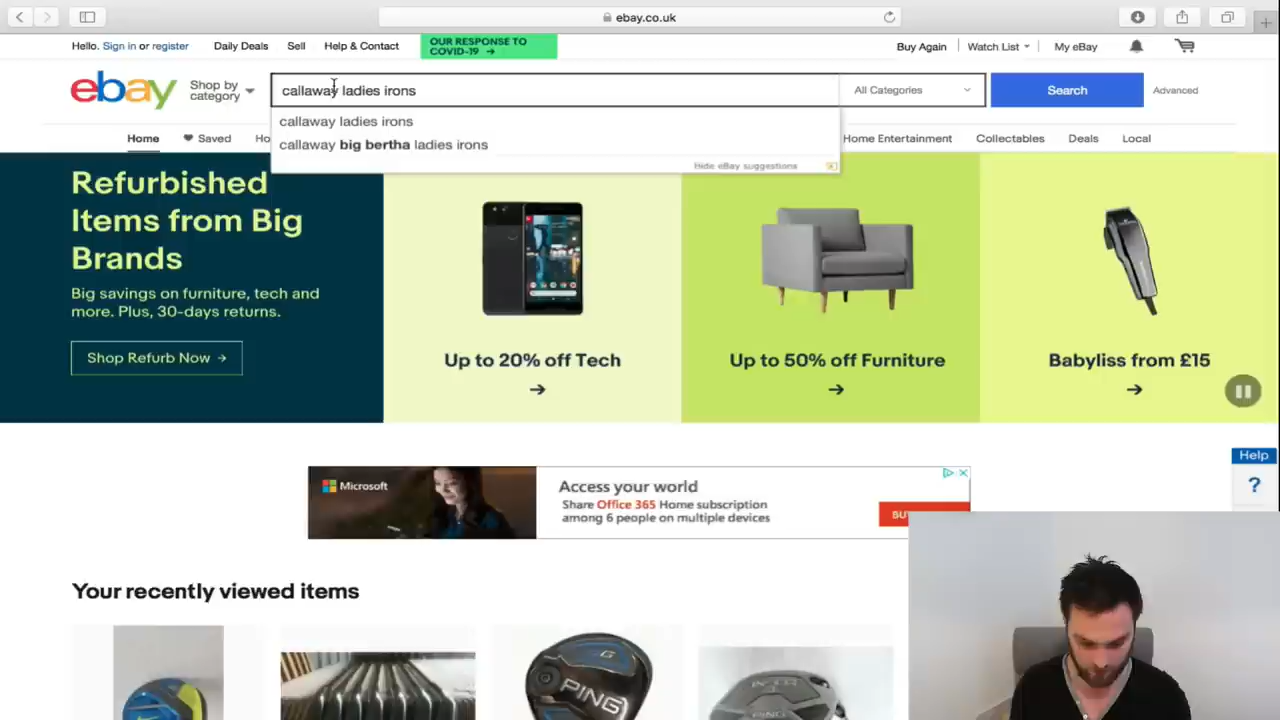 ebay.co.uk
Hello. Sign in or register
Daily Deals
Sell
Help & Contact
OUR RESPONSE TO
COVID-19 →
Buy Again
Watch List
My eBay
ebay
Shop by
category
callaway ladies irons
All Categories
Search
Advanced
callaway ladies irons
callaway big bertha ladies irons
Hide eBay suggestions
Home
Saved
Ho
Home Entertainment
Collectables
Deals
Local
Refurbished
Items from Big
Brands
Big savings on furniture, tech and
more. Plus, 30-days returns.
Shop Refurb Now →
Up to 20% off Tech
→
Up to 50% off Furniture
→
Babyliss from £15
→
Help
?
Microsoft
Access your world
Share Office 365 Home subscription
among 6 people on multiple devices
BU
Your recently viewed items
G
PING
PING